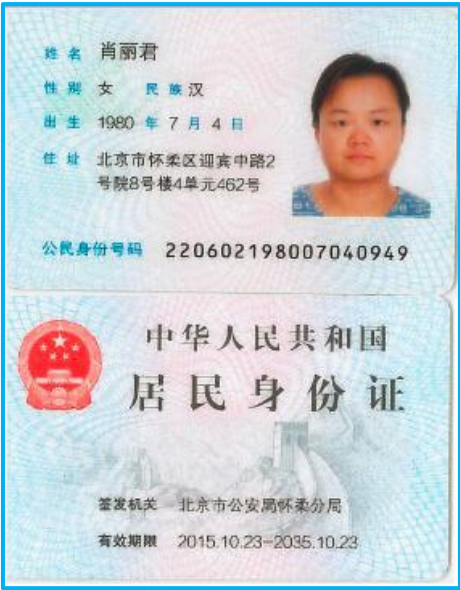 姓名 肖丽君
性别 女 民族 汉
出生 1980 年 7 月 4 日
住址 北京市怀柔区迎宾中路2
号院8号楼4单元462号
公民身份号码 220602198007040949
中华人民共和国
居民身份证
签发机关 北京市公安局怀柔分局
有效期限 2015.10.23-2035.10.23